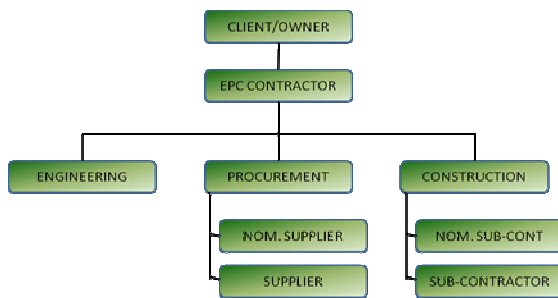 CLIENT/OWNER
EPC CONTRACTOR
ENGINEERING
PROCUREMENT
CONSTRUCTION
NOM. SUPPLIER
NOM. SUB-CONT
SUPPLIER
SUB-CONTRACTOR